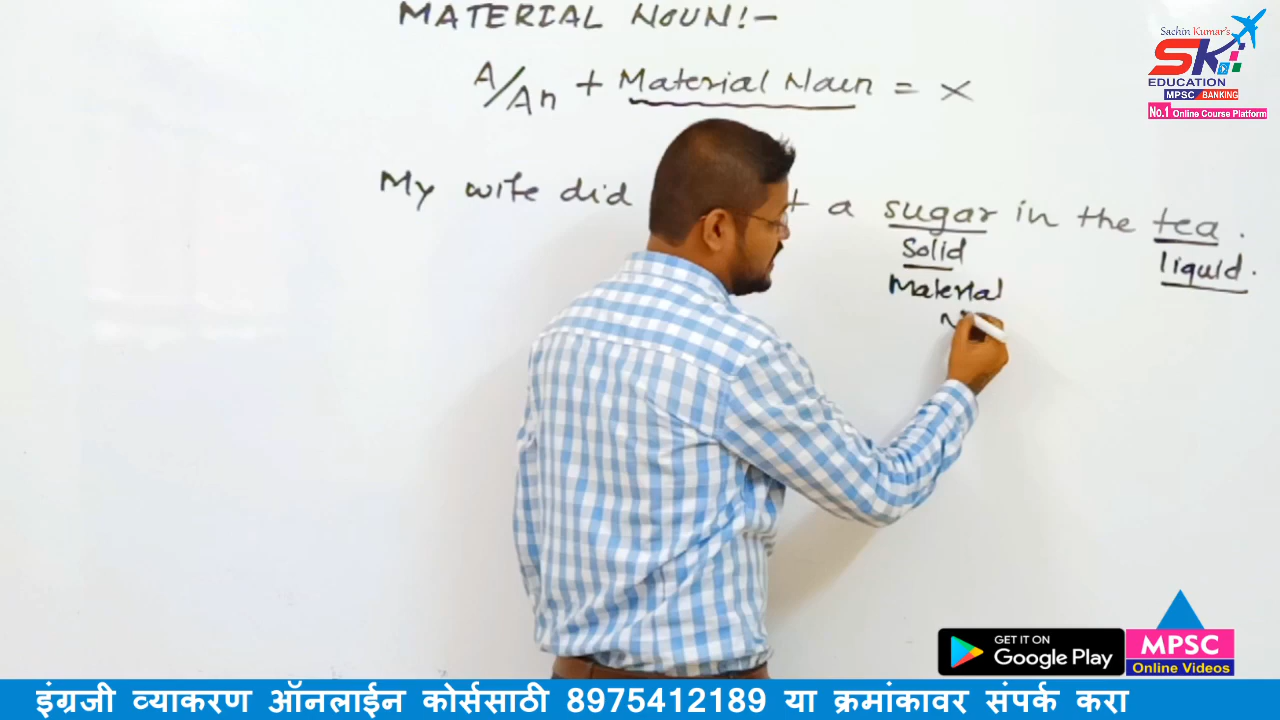 MATERIAL NOUN:-
A/An + Material Noun = ×
My wife did t a sugar in the tea.
solid
liquid.
Material
N
Sachin Kumar's
SK
EDUCATION
MPSC BANKING
No.1 Online Course Platform
GET IT ON
Google Play
MPSC
Online Videos
इंग्रजी व्याकरण ऑनलाईन कोर्ससाठी 8975412189 या क्रमांकावर संपर्क करा